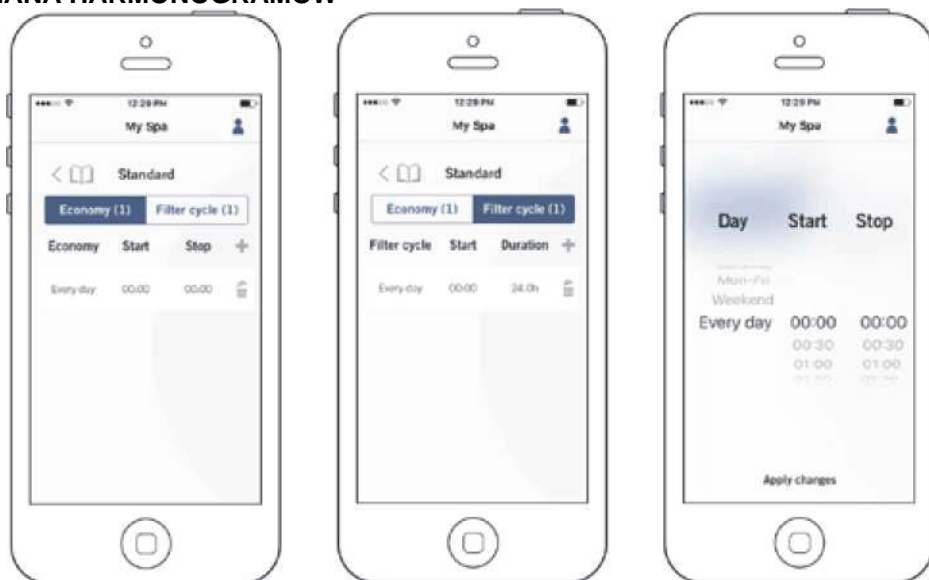 HARMONOGRAMÓW
12:29 PM
My Spa
Standard
Economy (1) Filter cycle (1)
Economy Start Stop +
Every day 00:00 00:00
12:29 PM
My Spa
Standard
Economy (1) Filter cycle (1)
Filter cycle Start Duration +
Every day 00:00 24.0h
12:29 PM
My Spa
Day Start Stop
Mon-Fri
Weekend
Every day 00:00 00:00
00:30 00:30
01:00 01:00
Apply changes